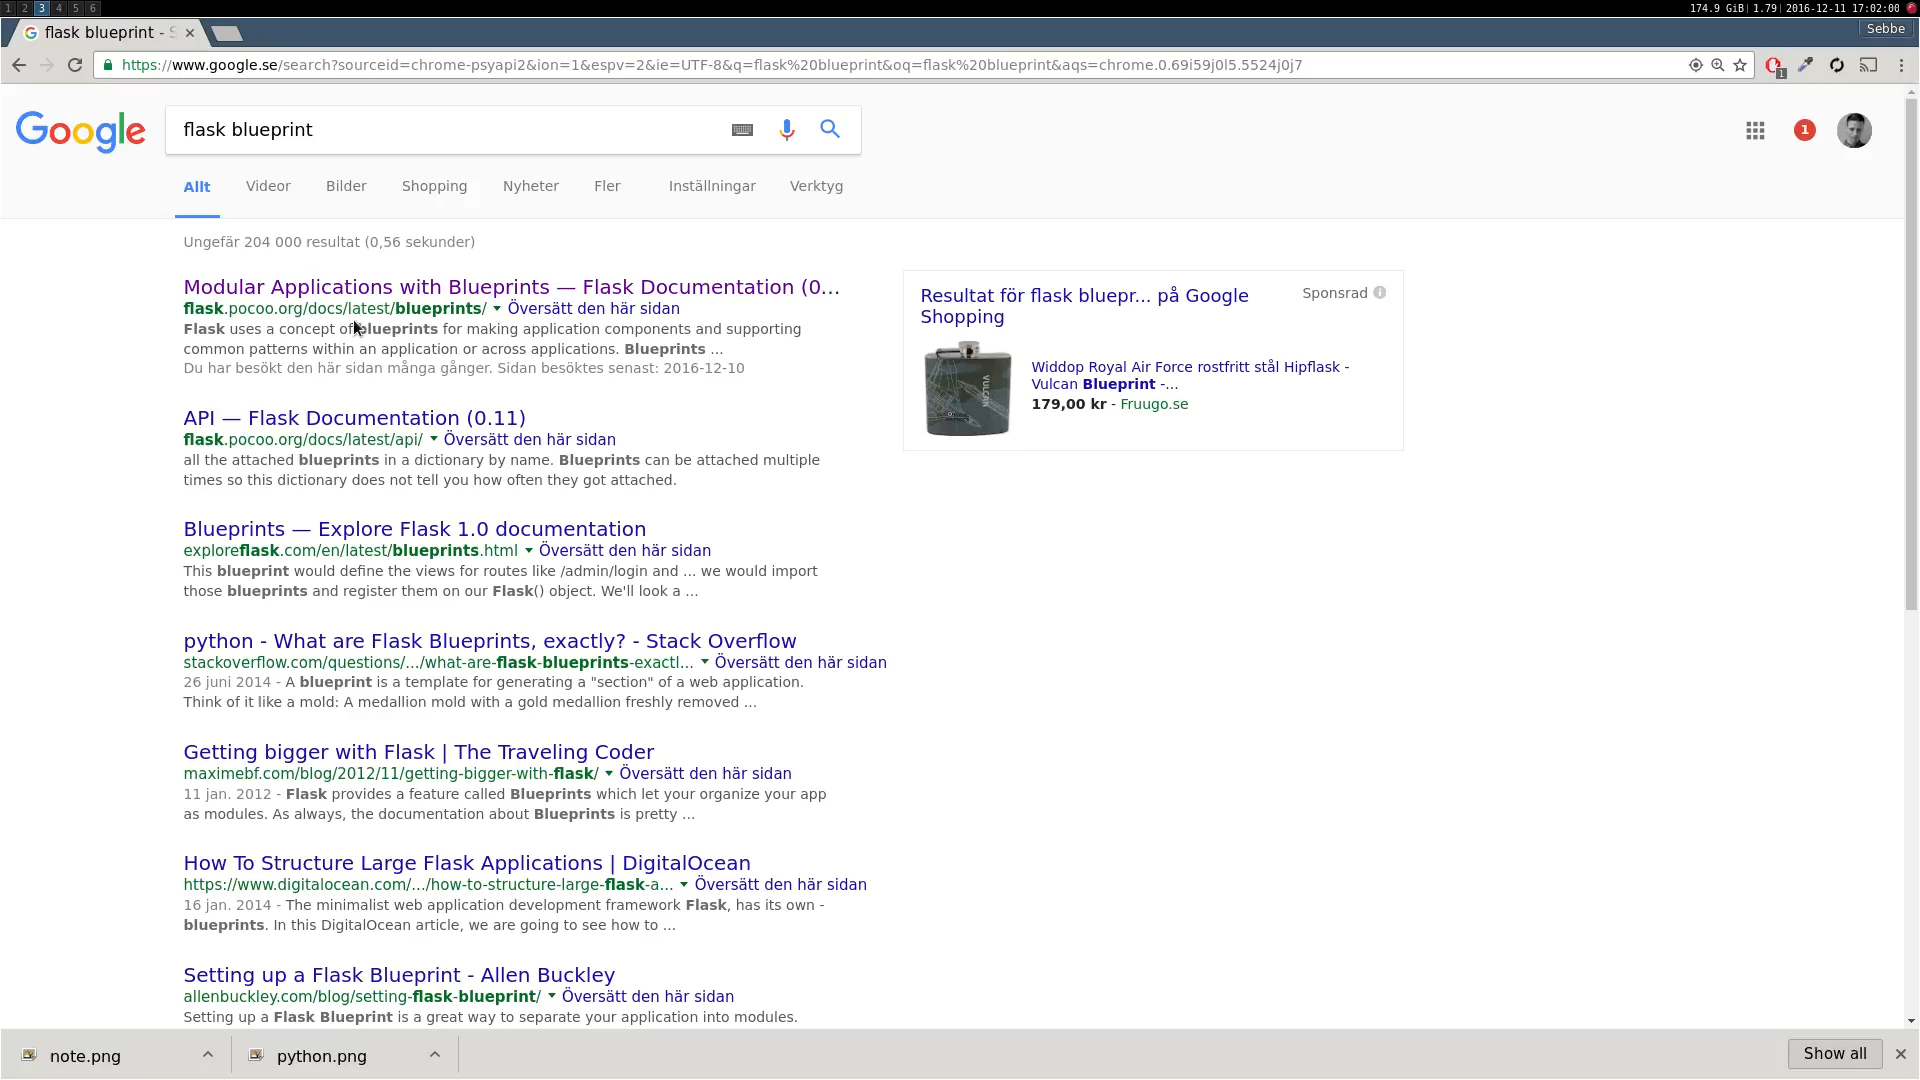 1 2 3 4 5 6
174.9 GiB| 1.79| 2016-12-11 17:02:00
flask blueprint - S
Sebbe
https://www.google.se/search?sourceid=chrome-psyapi2&ion=1&espv=2&ie=UTF-8&q=flask%20blueprint&oq=flask%20blueprint&aqs=chrome.0.69i59j0l5.5524j0j7
1
Google
flask blueprint
1
Allt Videor Bilder Shopping Nyheter Fler Inställningar Verktyg
Ungefär 204 000 resultat (0,56 sekunder)
Modular Applications with Blueprints — Flask Documentation (0...
flask.pocoo.org/docs/latest/blueprints/ Översätt den här sidan
Flask uses a concept of blueprints for making application components and supporting
common patterns within an application or across applications. Blueprints ...
Du har besökt den här sidan många gånger. Sidan besöktes senast: 2016-12-10
API — Flask Documentation (0.11)
flask.pocoo.org/docs/latest/api/ Översätt den här sidan
all the attached blueprints in a dictionary by name. Blueprints can be attached multiple
times so this dictionary does not tell you how often they got attached.
Blueprints — Explore Flask 1.0 documentation
exploreflask.com/en/latest/blueprints.html Översätt den här sidan
This blueprint would define the views for routes like /admin/login and ... we would import
those blueprints and register them on our Flask() object. We'll look a ...
python - What are Flask Blueprints, exactly? - Stack Overflow
stackoverflow.com/questions/.../what-are-flask-blueprints-exactl... Översätt den här sidan
26 juni 2014 - A blueprint is a template for generating a "section" of a web application.
Think of it like a mold: A medallion mold with a gold medallion freshly removed ...
Getting bigger with Flask | The Traveling Coder
maximebf.com/blog/2012/11/getting-bigger-with-flask/ Översätt den här sidan
11 jan. 2012 - Flask provides a feature called Blueprints which let your organize your app
as modules. As always, the documentation about Blueprints is pretty ...
How To Structure Large Flask Applications | DigitalOcean
https://www.digitalocean.com/.../how-to-structure-large-flask-a... Översätt den här sidan
16 jan. 2014 - The minimalist web application development framework Flask, has its own -
blueprints. In this DigitalOcean article, we are going to see how to ...
Setting up a Flask Blueprint - Allen Buckley
allenbuckley.com/blog/setting-flask-blueprint/ Översätt den här sidan
Setting up a Flask Blueprint is a great way to separate your application into modules.
Resultat för flask bluepr... på Google
Shopping
Sponsrad
VULCAN
Widdop Royal Air Force rostfritt stål Hipflask -
Vulcan Blueprint -...
179,00 kr - Fruugo.se
note.png
python.png
Show all